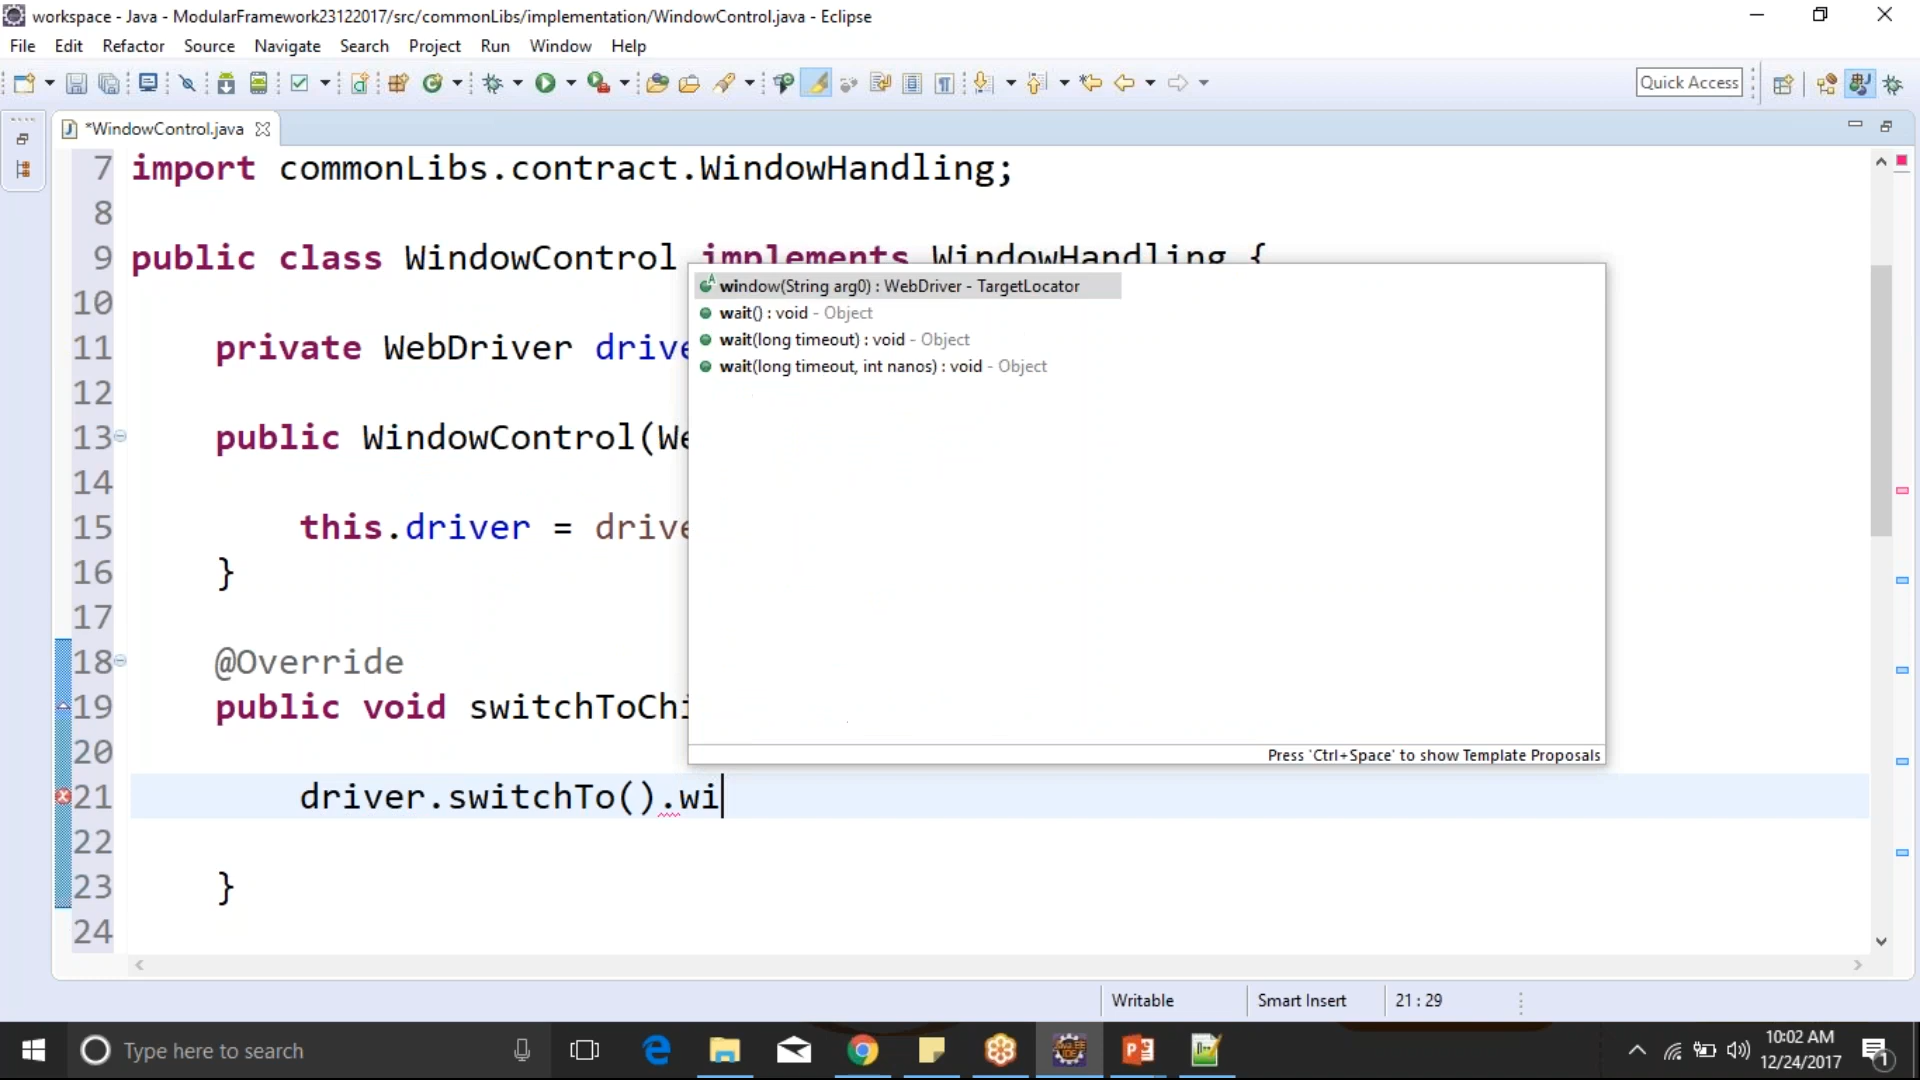 workspace - Java - ModularFramework23122017/src/commonLibs/implementation/WindowControl.java - Eclipse
File Edit Refactor Source Navigate Search Project Run Window Help
Quick Access
*WindowControl.java
7 import commonLibs.contract.WindowHandling;
8
9 public class WindowControl implements WindowHandling {
10
11 private WebDriver drive
12
13 public WindowControl(We
14
15 this.driver = drive
16 }
17
18 @Override
19 public void switchToChi
20
21 driver.switchTo().wi
22
23 }
24
window(String arg0) : WebDriver - TargetLocator
wait() : void - Object
wait(long timeout) : void - Object
wait(long timeout, int nanos) : void - Object
Press 'Ctrl+Space' to show Template Proposals
Writable Smart Insert 21 : 29
Type here to search
10:02 AM
12/24/2017
1